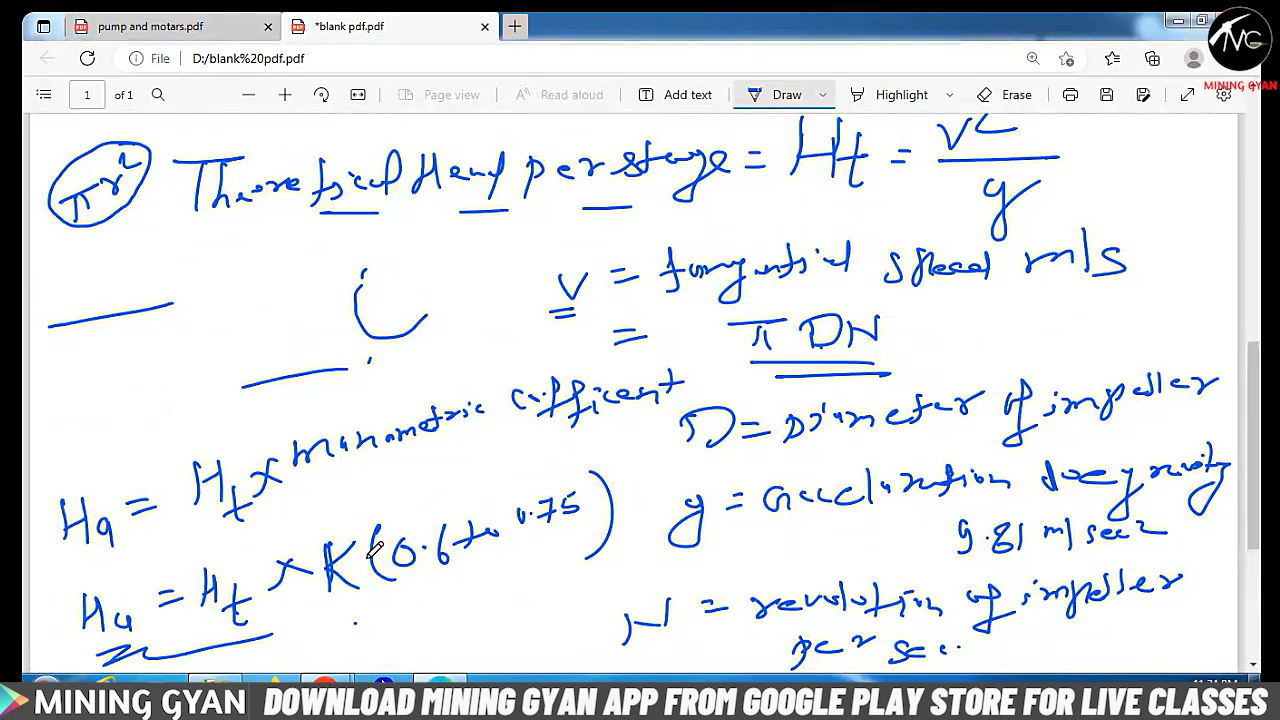 pump and motars.pdf
*blank pdf.pdf
File D:/blank%20pdf.pdf
MINING GYAN
1 of 1
Page view
Read aloud
Add text
Draw
Highlight
Erase
πr² Theoretical Head per stage = Ht = v²/g
v = tangential speed m/s
= π DN
D = Diameter of impeller
Ha = Ht × manometric cofficent
g = acceleration due gravity
9.81 m/sec²
Ha = Ht × K (0.6 to 0.75)
N = revolution of impeller
per sec.
MINING GYAN DOWNLOAD MINING GYAN APP FROM GOOGLE PLAY STORE FOR LIVE CLASSES